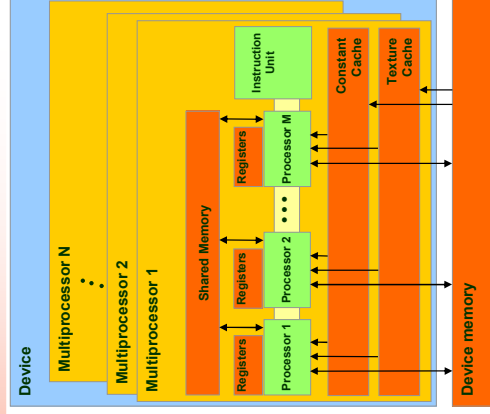 Device
Multiprocessor N
Multiprocessor 2
Multiprocessor 1
Shared Memory
Registers
Registers
Registers
Processor 1
Processor 2
Processor M
Instruction
Unit
Constant
Cache
Texture
Cache
Device memory